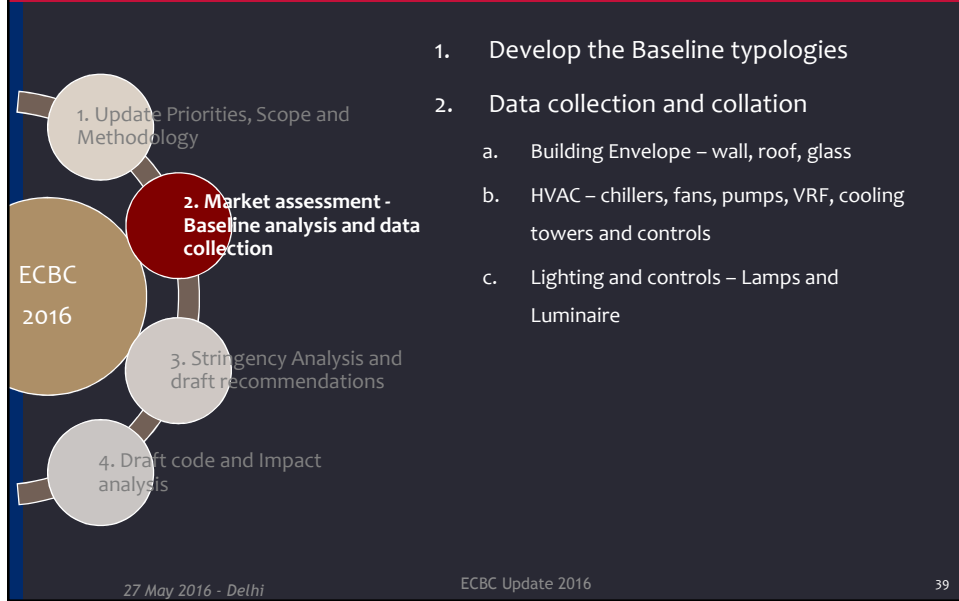 ECBC
2016
1. Update Priorities, Scope and
Methodology
2. Market assessment -
Baseline analysis and data
collection
3. Stringency Analysis and
draft recommendations
4. Draft code and Impact
analysis
1. Develop the Baseline typologies
2. Data collection and collation
a. Building Envelope – wall, roof, glass
b. HVAC – chillers, fans, pumps, VRF, cooling
towers and controls
c. Lighting and controls – Lamps and
Luminaire
27 May 2016 - Delhi
ECBC Update 2016
39